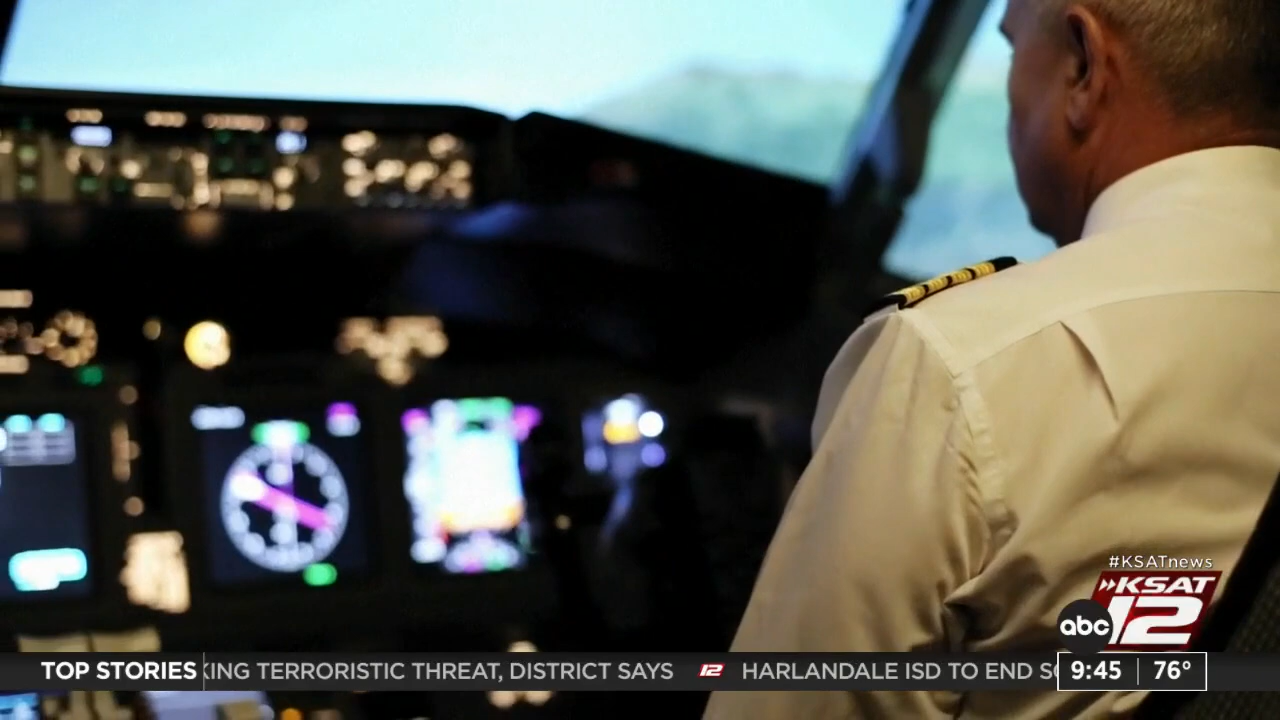 #KSATnews
KSAT
12
abc
TOP STORIES
KING TERRORISTIC THREAT, DISTRICT SAYS 12 HARLANDALE ISD TO END
9:45 76°